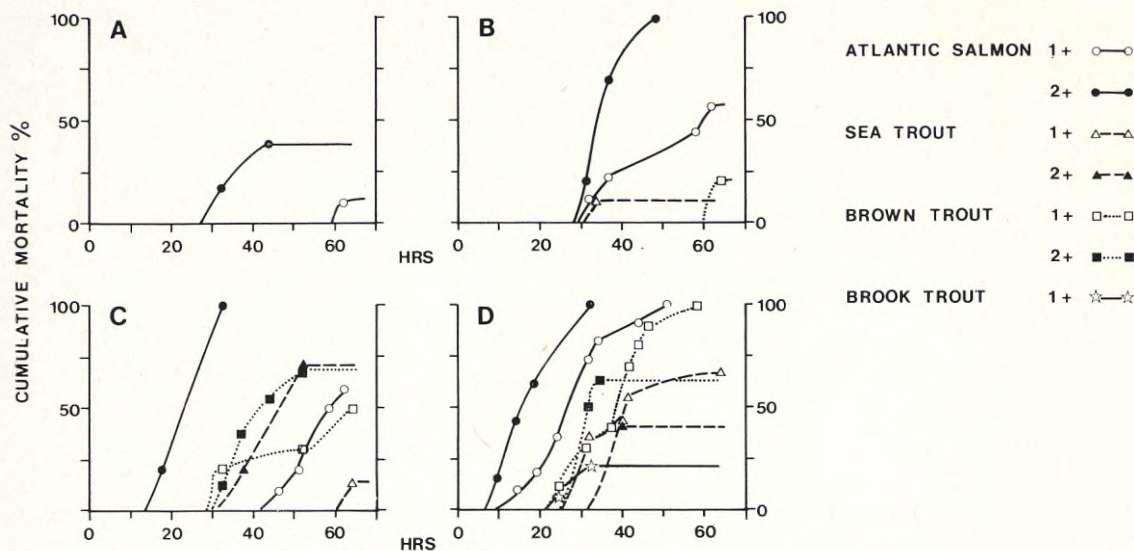 CUMULATIVE MORTALITY %
A
100
50
0
0 20 40 60
HRS
B
100
50
0
0 20 40 60
C
100
50
0 20 40 60
HRS
D
100
50
0
0 20 40 60
ATLANTIC SALMON 1+
2+
SEA TROUT 1+
2+
BROWN TROUT 1+
2+
BROOK TROUT 1+